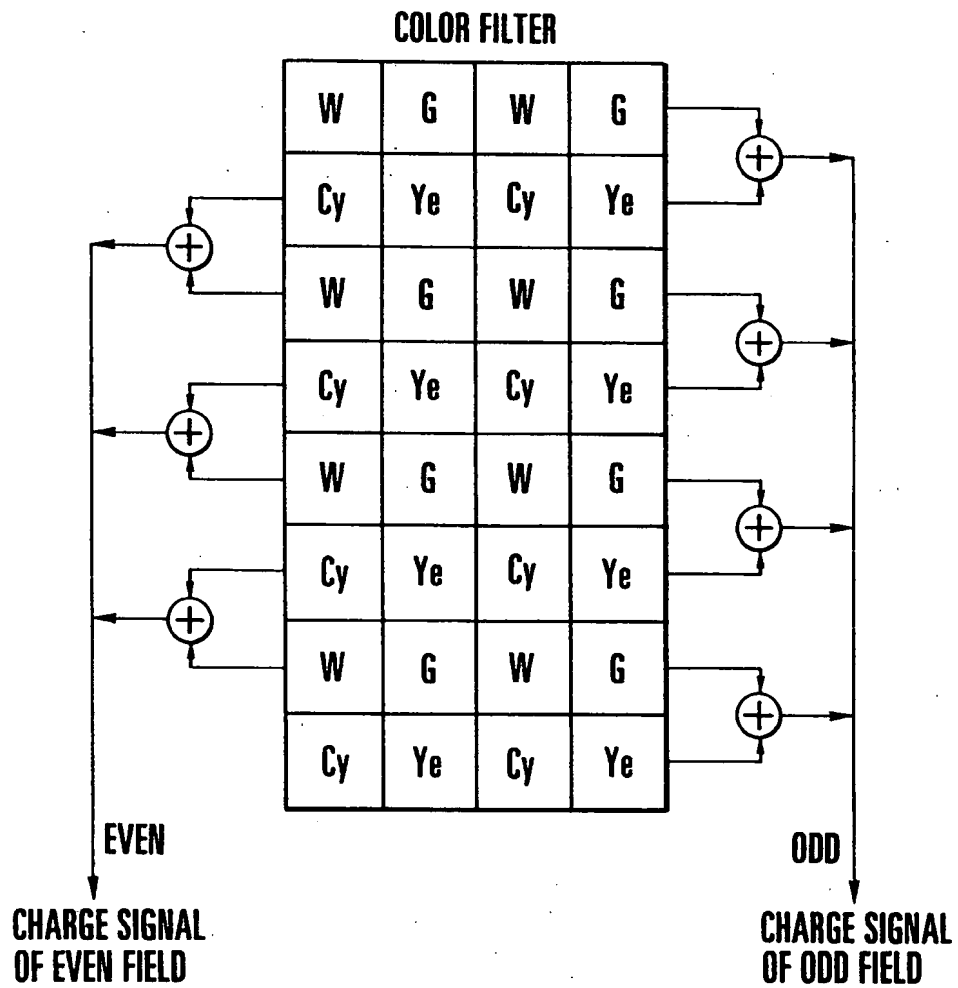 COLOR FILTER
W G W G
Cy Ye Cy Ye
W G W G
Cy Ye Cy Ye
W G W G
Cy Ye Cy Ye
W G W G
Cy Ye Cy Ye
EVEN
ODD
CHARGE SIGNAL
OF EVEN FIELD
CHARGE SIGNAL
OF ODD FIELD